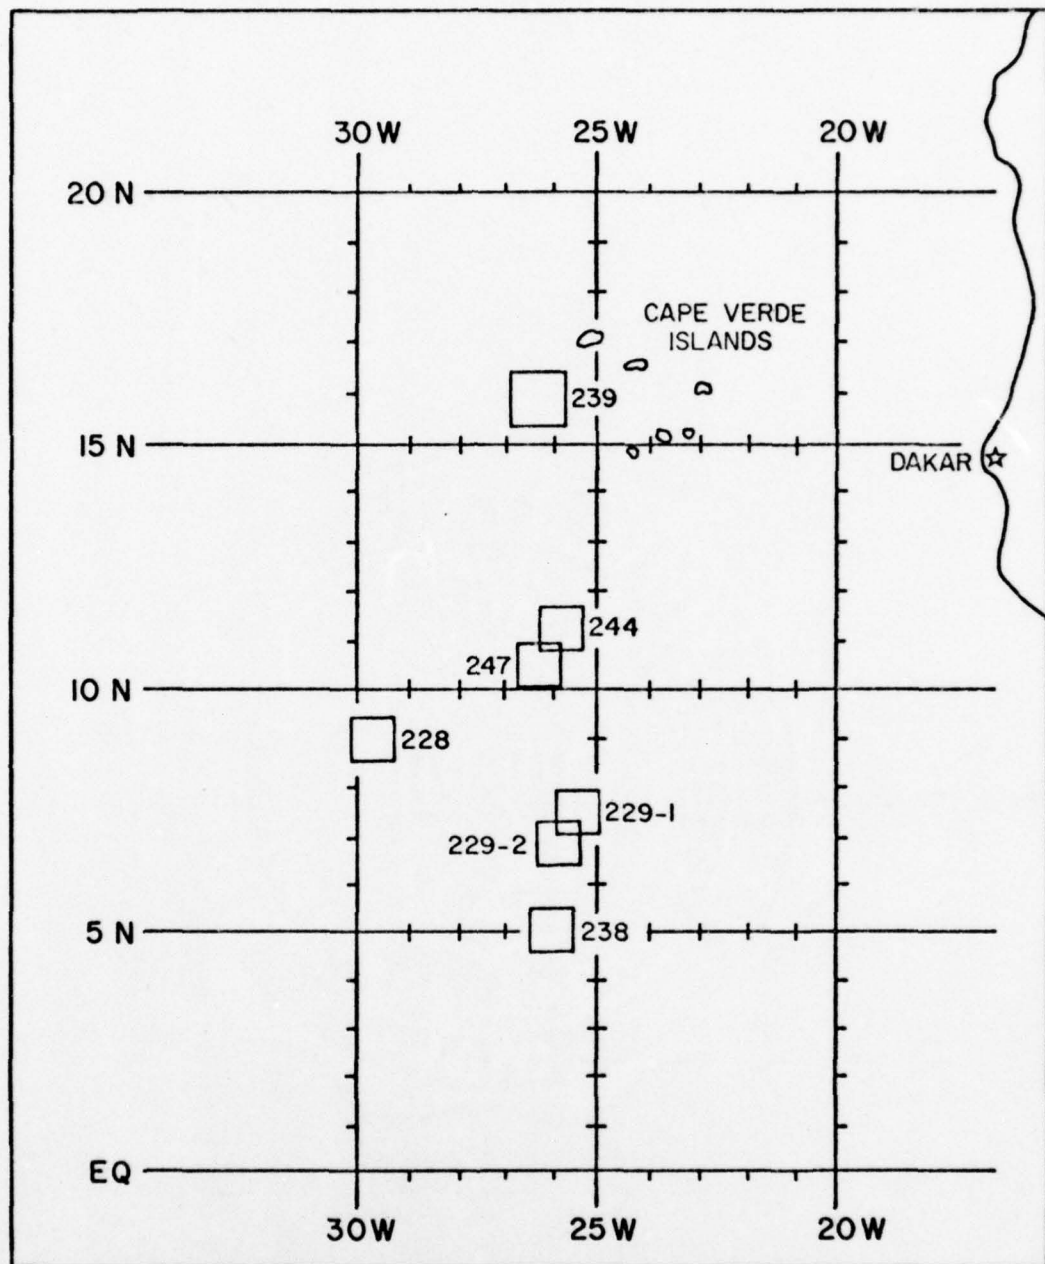 30W 25W 20W
20 N
CAPE VERDE
ISLANDS
239
15 N
DAKAR
244
247
10 N
228
229-1
229-2
5 N
238
EQ
30W 25W 20W